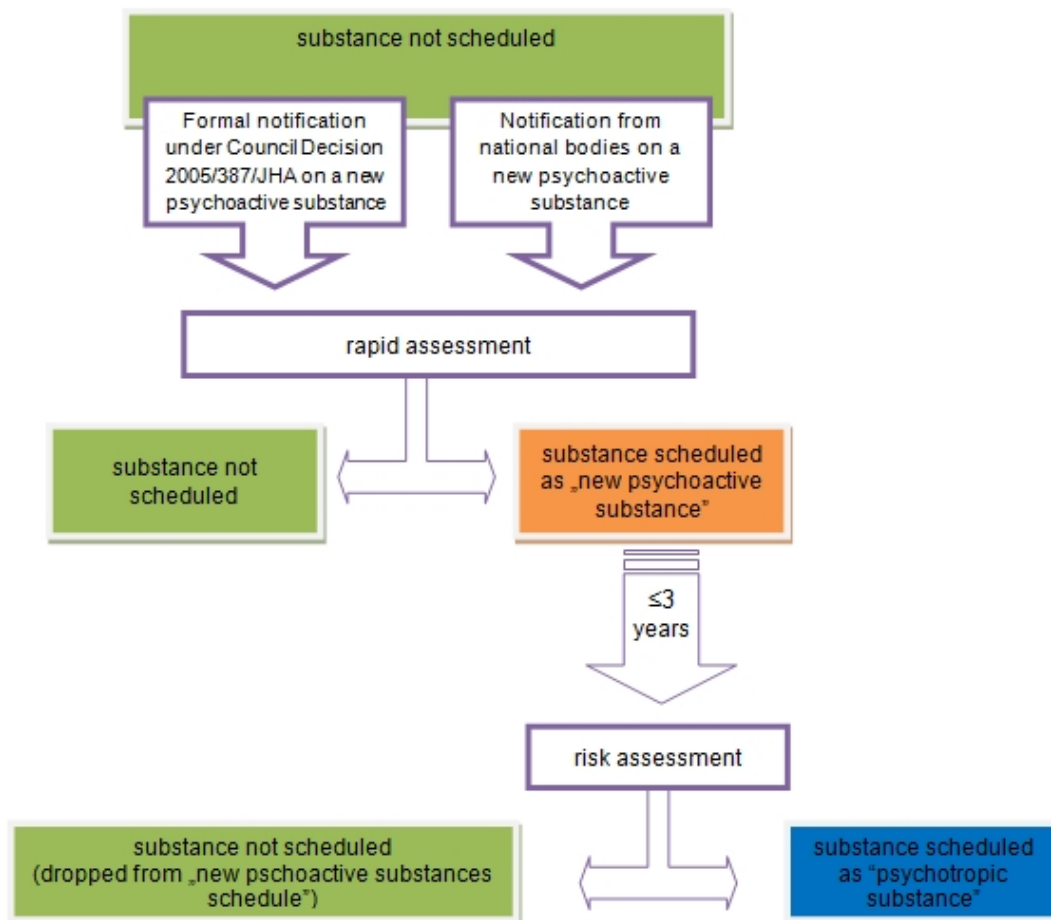 substance not scheduled
Formal notification
under Council Decision
2005/387/JHA on a new
psychoactive substance
Notification from
national bodies on a
new psychoactive
substance
rapid assessment
substance not
scheduled
substance scheduled
as „new psychoactive
substance”
≤3
years
risk assessment
substance not scheduled
(dropped from „new pschoactive substances
schedule”)
substance scheduled
as “psychotropic
substance”